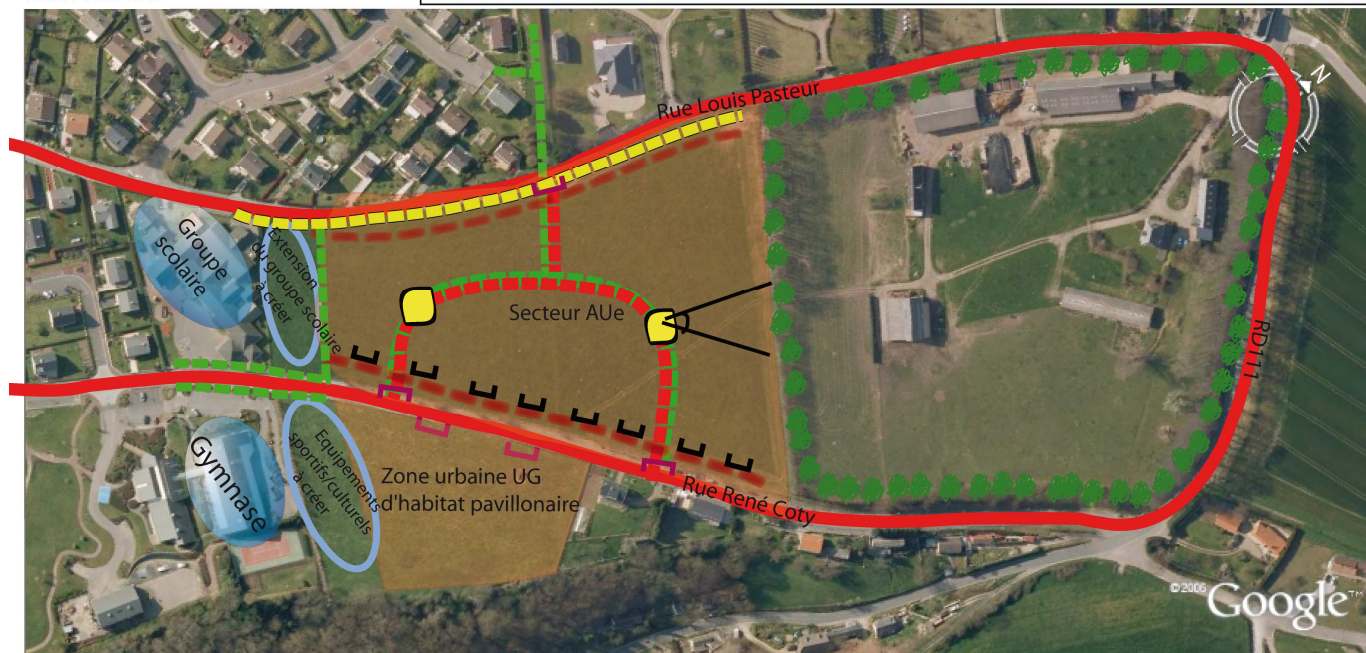 N
Rue Louis Pasteur
Groupe
scolaire
Extension
du groupe scolaire
à créer
Secteur AUe
RD111
Gymnase
Equipements
sportifs/culturels
à créer
Zone urbaine UG
d'habitat pavillonaire
Rue René Coty
©2006 Google™